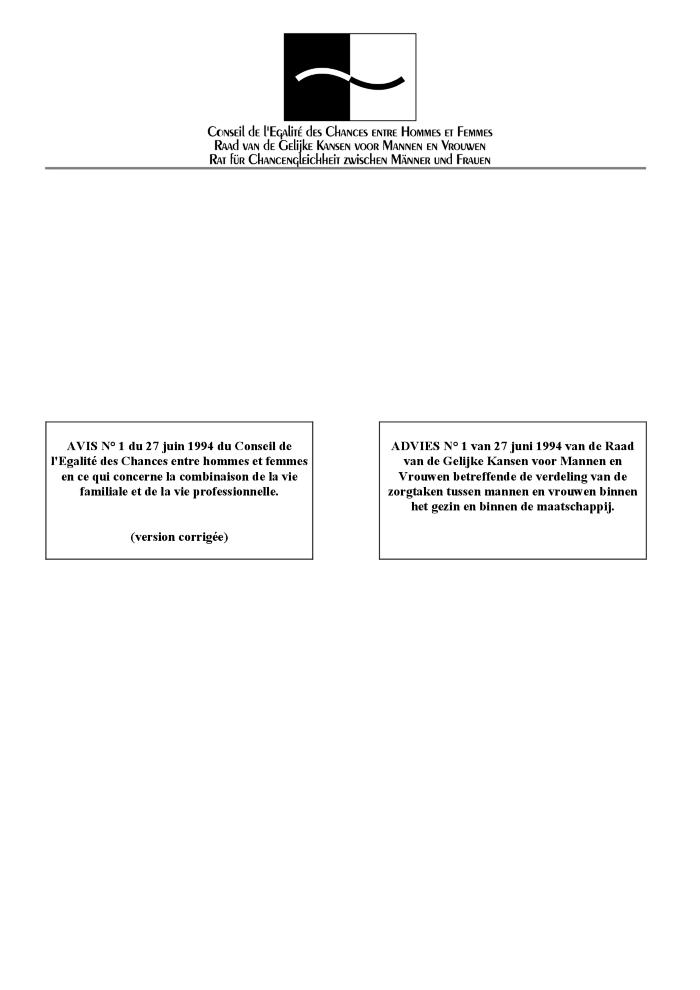 Conseil de l'Egalité des Chances entre Hommes et Femmes
Raad van de Gelijke Kansen voor Mannen en Vrouwen
Rat für Chancengleichheit zwischen Männer und Frauen
AVIS N° 1 du 27 juin 1994 du Conseil de
l'Egalité des Chances entre hommes et femmes
en ce qui concerne la combinaison de la vie
familiale et de la vie professionnelle.
(version corrigée)
ADVIES N° 1 van 27 juni 1994 van de Raad
van de Gelijke Kansen voor Mannen en
Vrouwen betreffende de verdeling van de
zorgtaken tussen mannen en vrouwen binnen
het gezin en binnen de maatschappij.